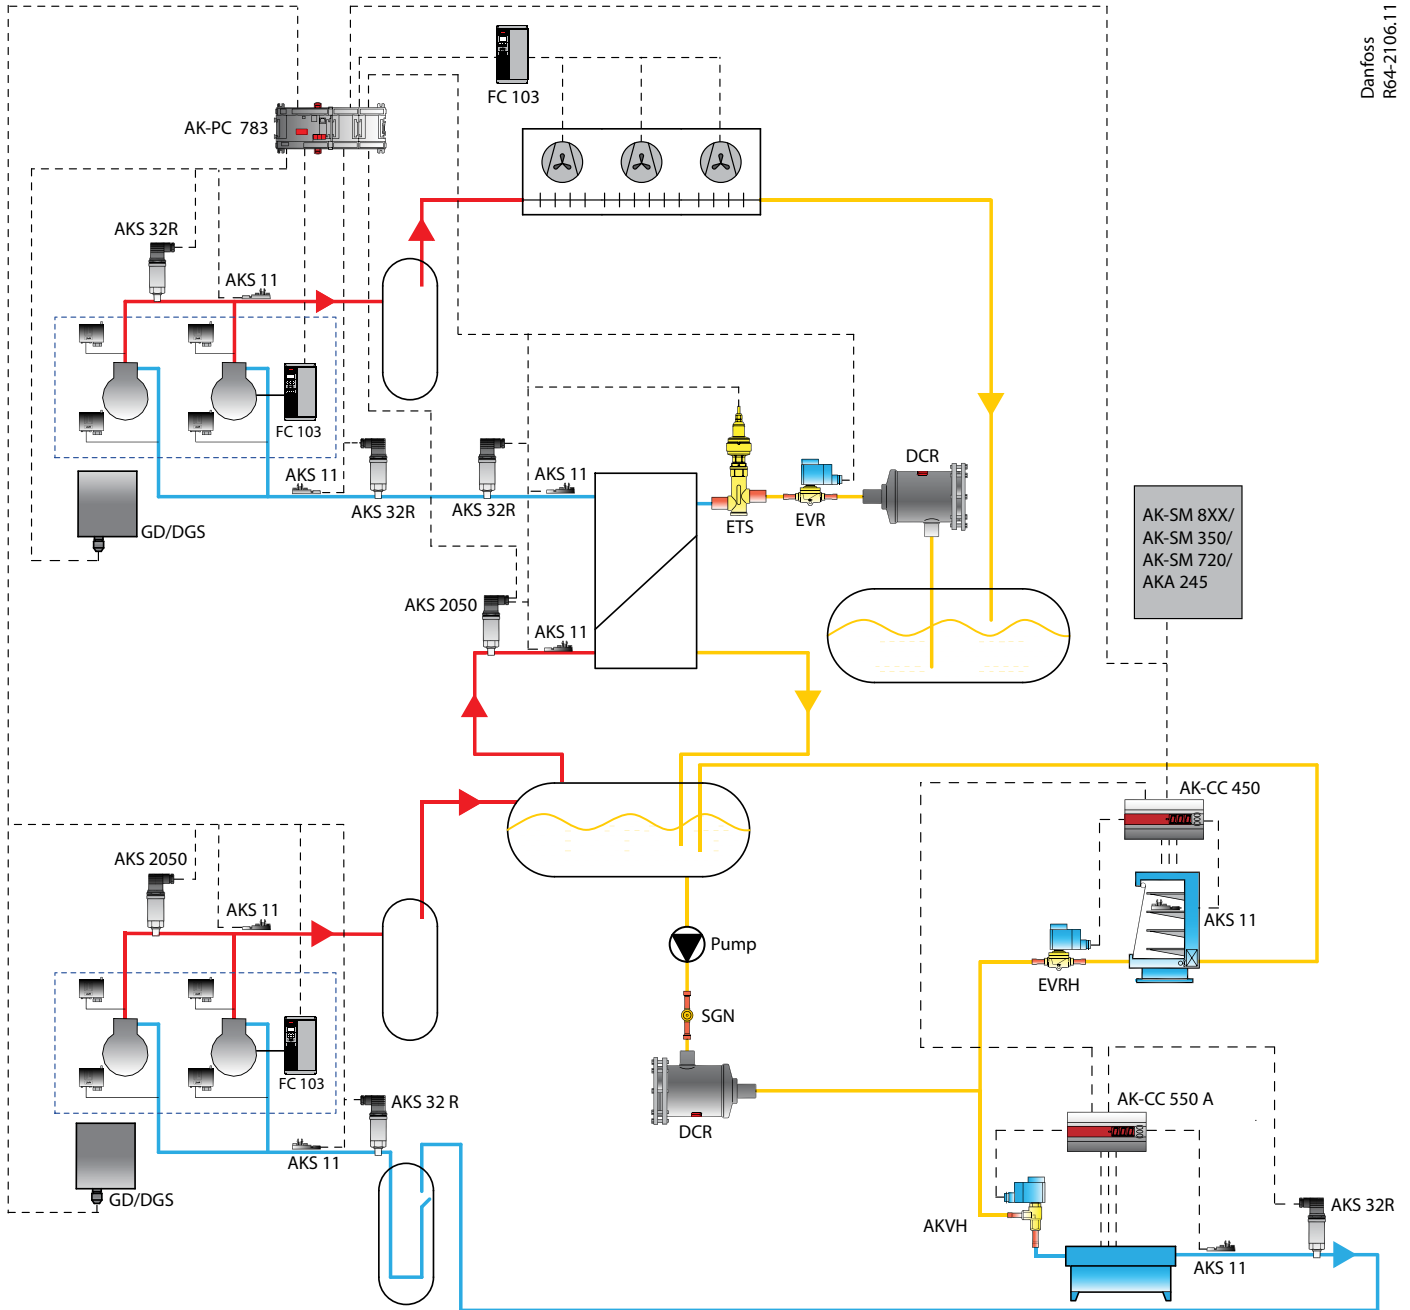 Danfoss
R64-2106.11
FC 103
AK-PC 783
AKS 32R
AKS 11
FC 103
AKS 11
AKS 32R
AKS 32R
AKS 11
GD/DGS
ETS
EVR
DCR
AK-SM 8XX/
AK-SM 350/
AK-SM 720/
AKA 245
AKS 2050
AKS 11
AK-CC 450
-000
AKS 11
EVRH
AKS 2050
AKS 11
FC 103
Pump
SGN
DCR
AKS 32 R
AKS 11
GD/DGS
AK-CC 550 A
-000
AKVH
AKS 11
AKS 32R